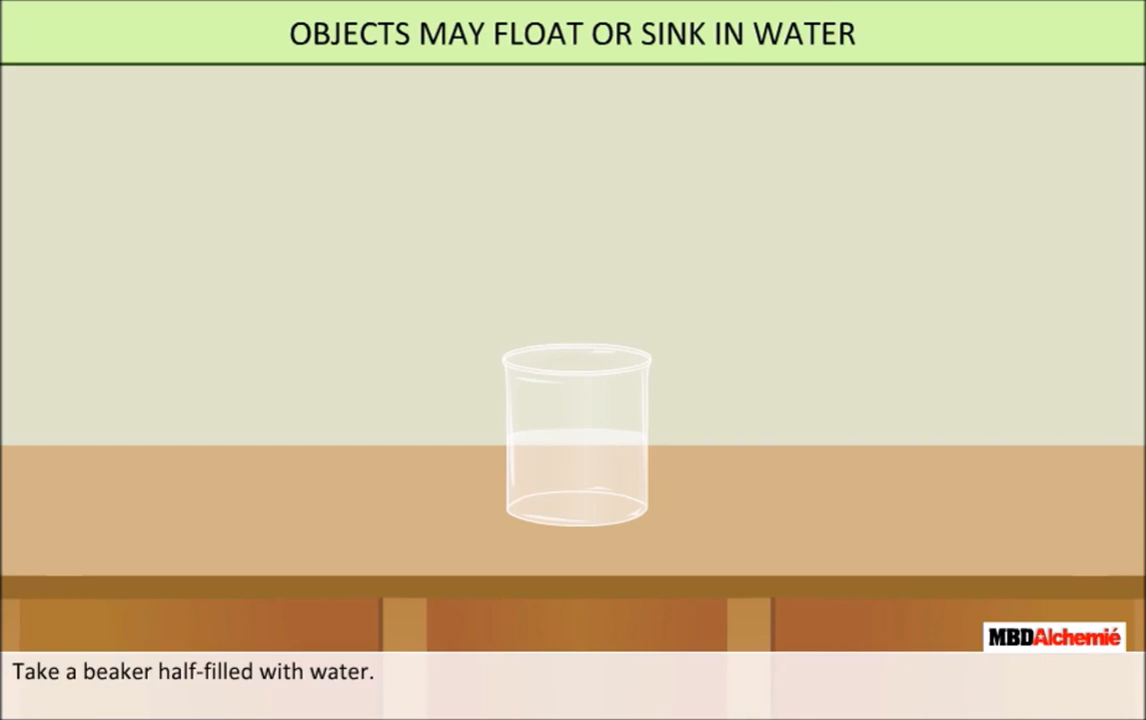 OBJECTS MAY FLOAT OR SINK IN WATER
MBDAlchemié
Take a beaker half-filled with water.